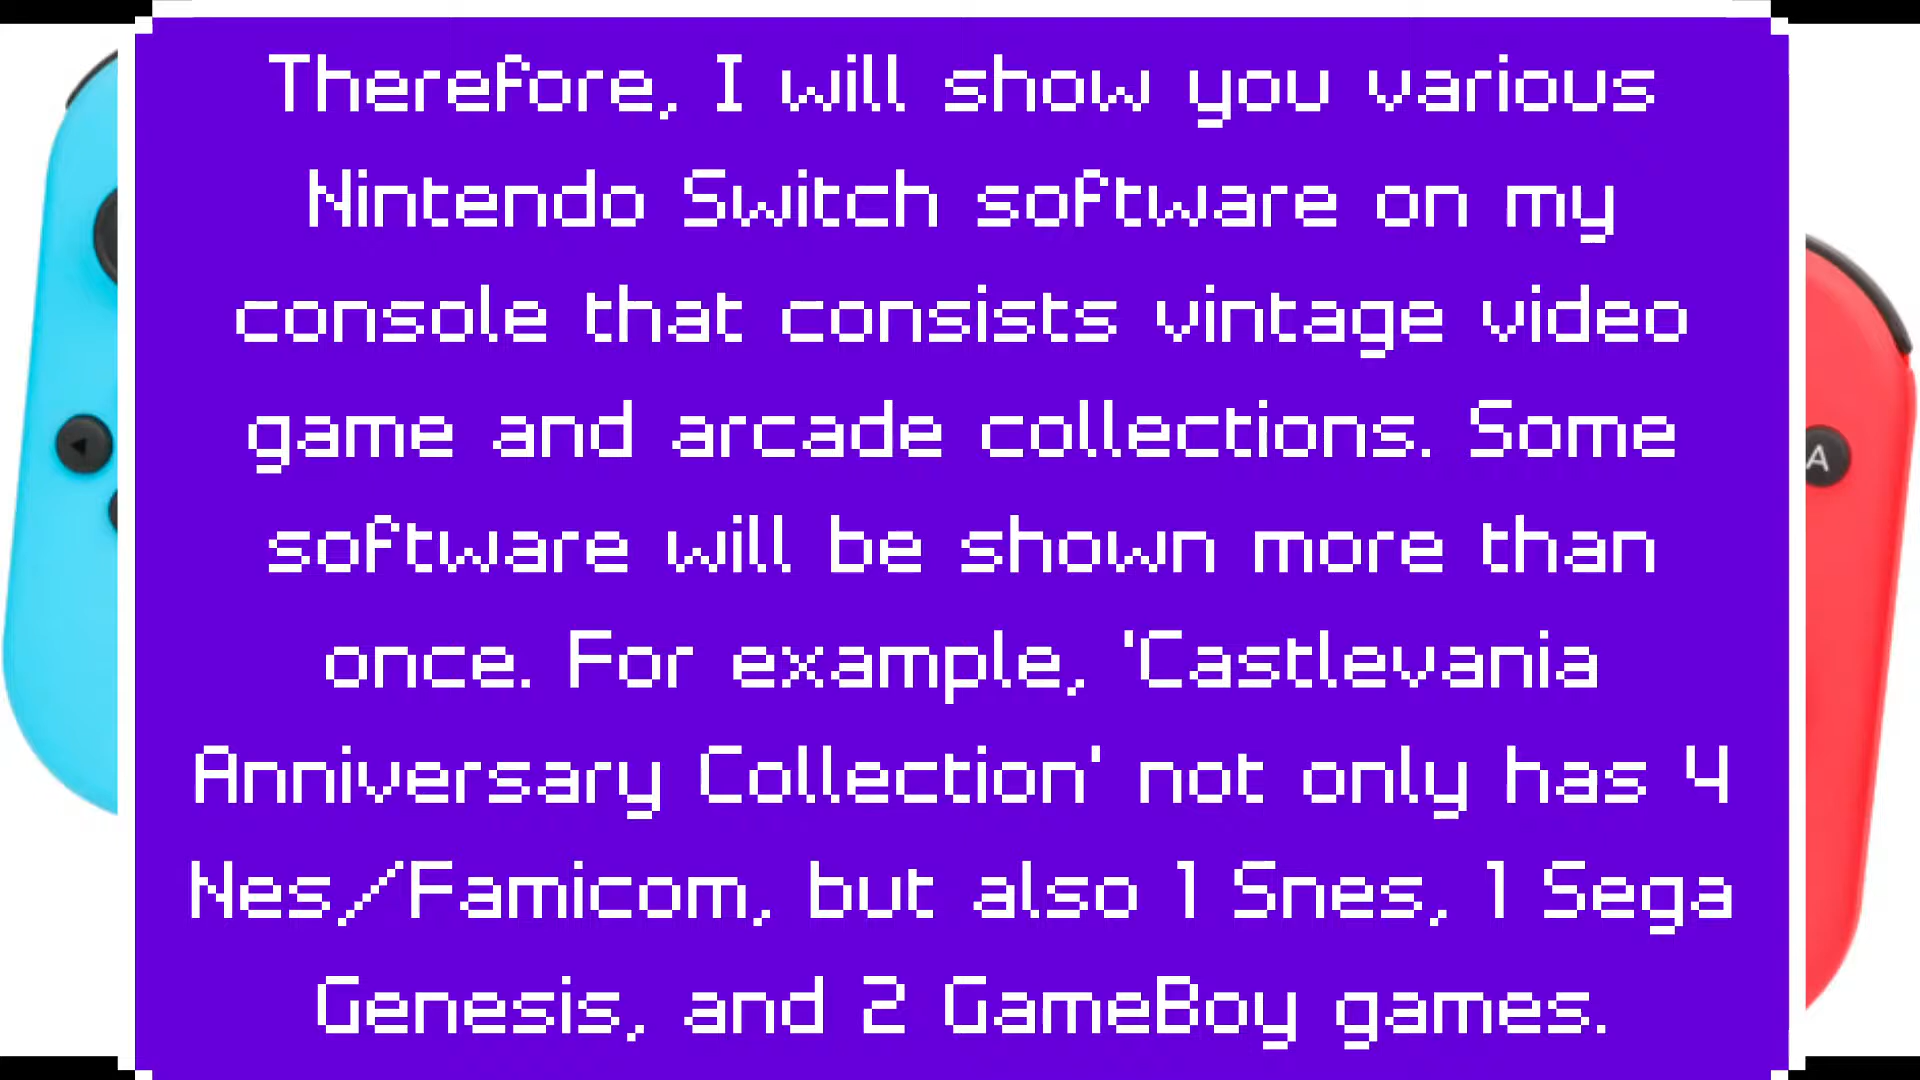 Therefore, I will show you various
Nintendo Switch software on my
console that consists vintage video
game and arcade collections. Some
software will be shown more than
once. For example, 'Castlevania
Anniversary Collection' not only has 4
Nes/Famicom, but also 1 Snes, 1 Sega
Genesis, and 2 GameBoy games.
A